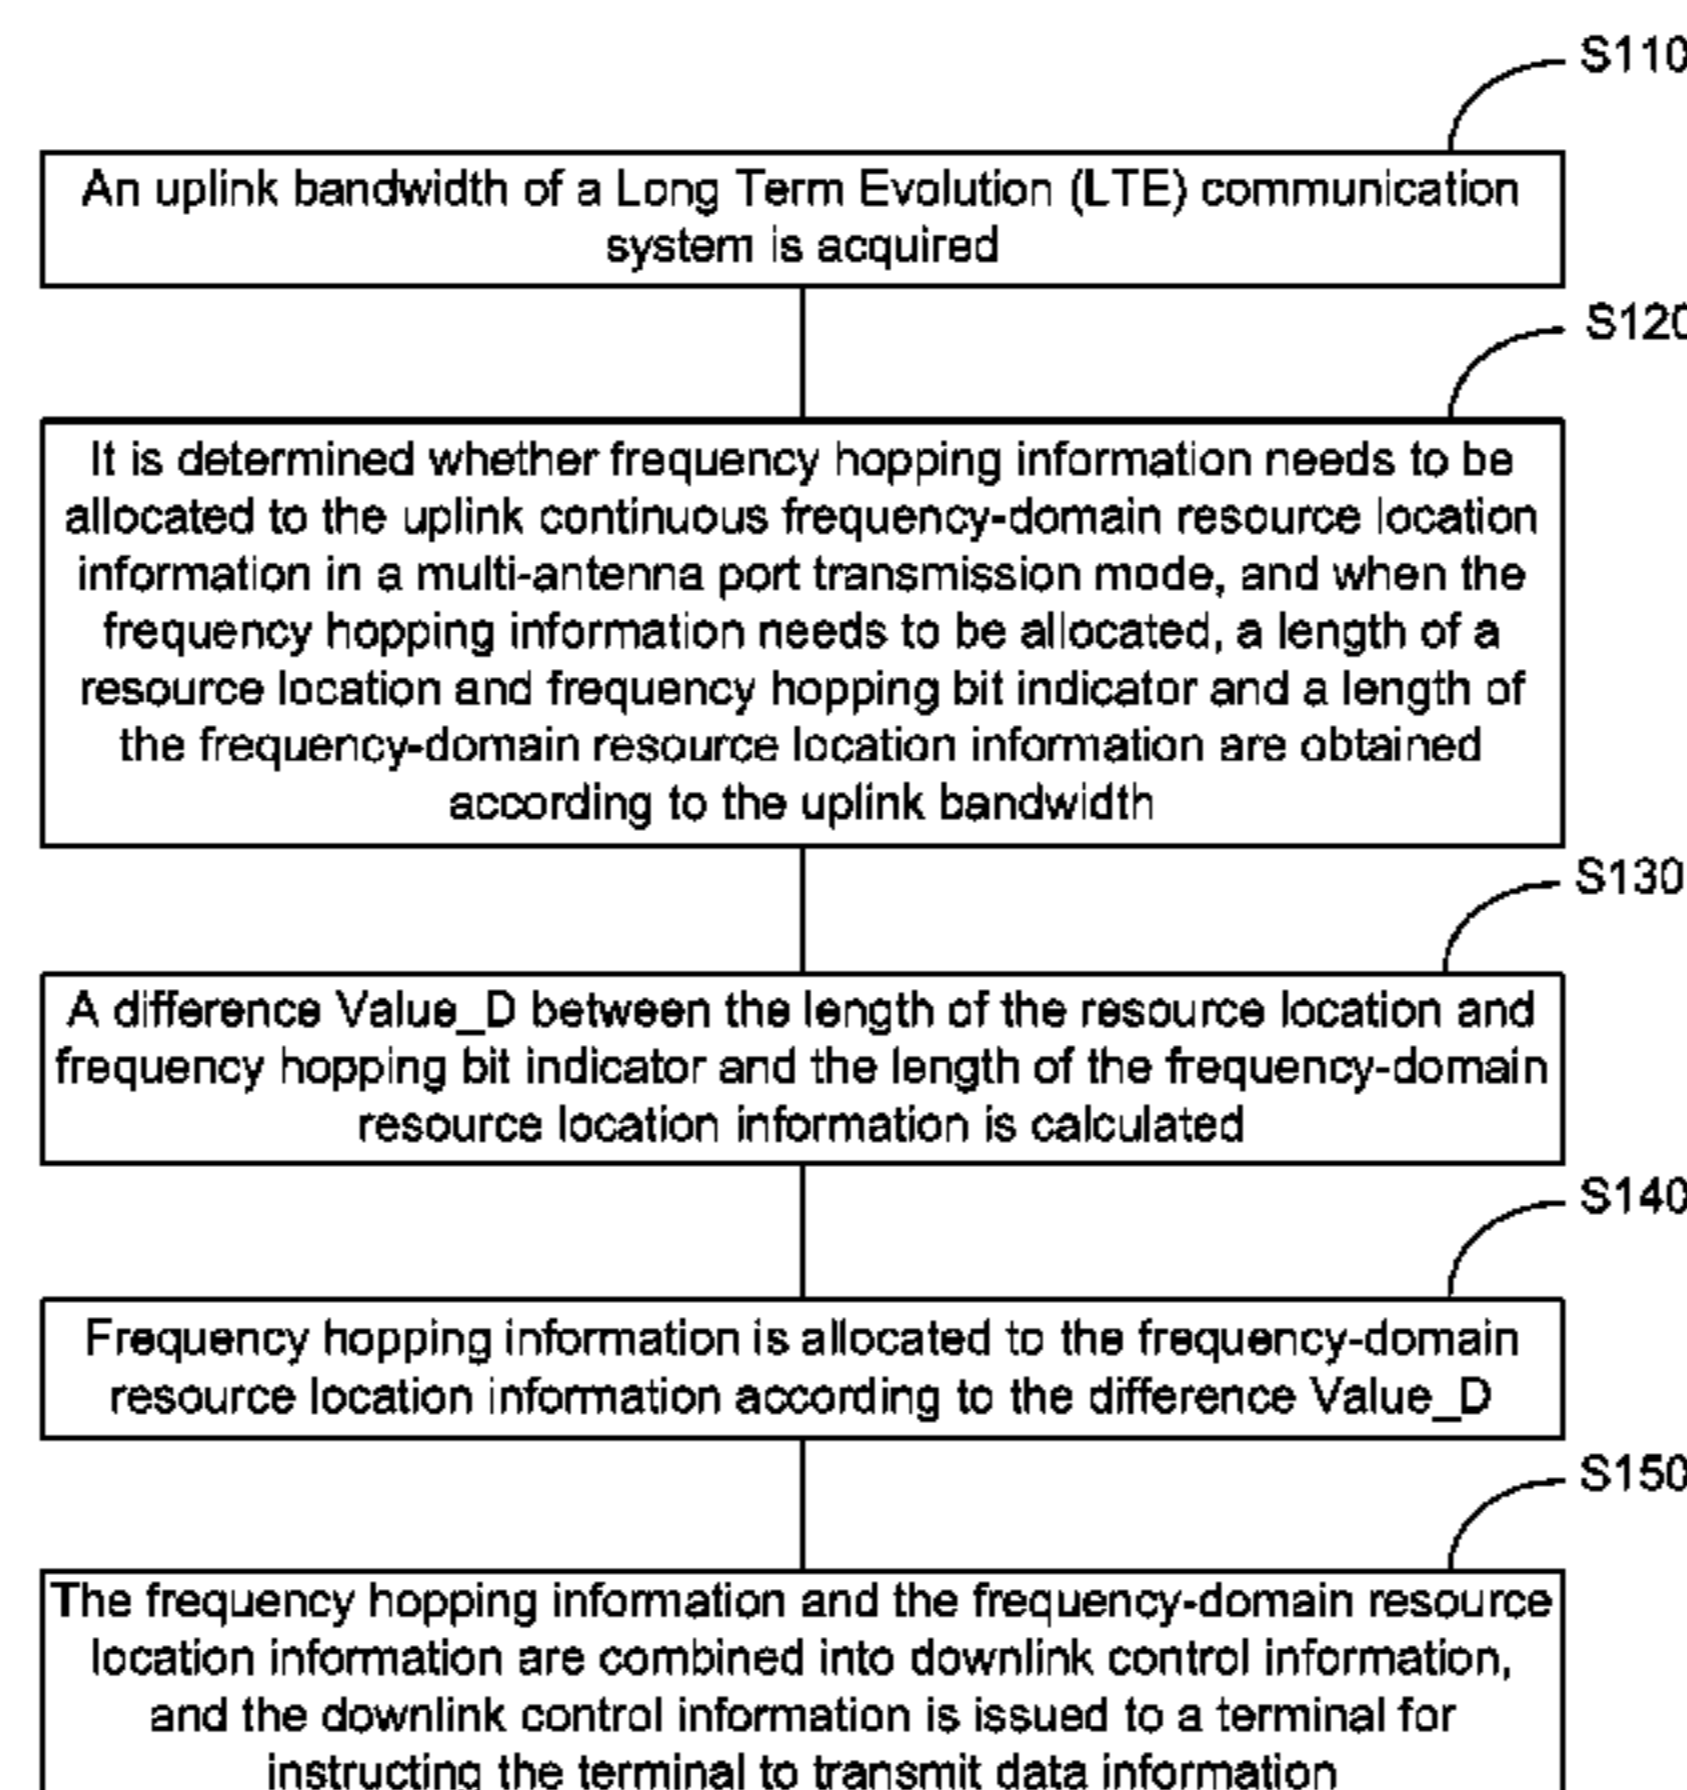 S110
An uplink bandwidth of a Long Term Evolution (LTE) communication
system is acquired
S120
It is determined whether frequency hopping information needs to be
allocated to the uplink continuous frequency-domain resource location
information in a multi-antenna port transmission mode, and when the
frequency hopping information needs to be allocated, a length of a
resource location and frequency hopping bit indicator and a length of
the frequency-domain resource location information are obtained
according to the uplink bandwidth
S130
A difference Value_D between the length of the resource location and
frequency hopping bit indicator and the length of the frequency-domain
resource location information is calculated
S140
Frequency hopping information is allocated to the frequency-domain
resource location information according to the difference Value_D
S150
The frequency hopping information and the frequency-domain resource
location information are combined into downlink control information,
and the downlink control information is issued to a terminal for
instructing the terminal to transmit data information